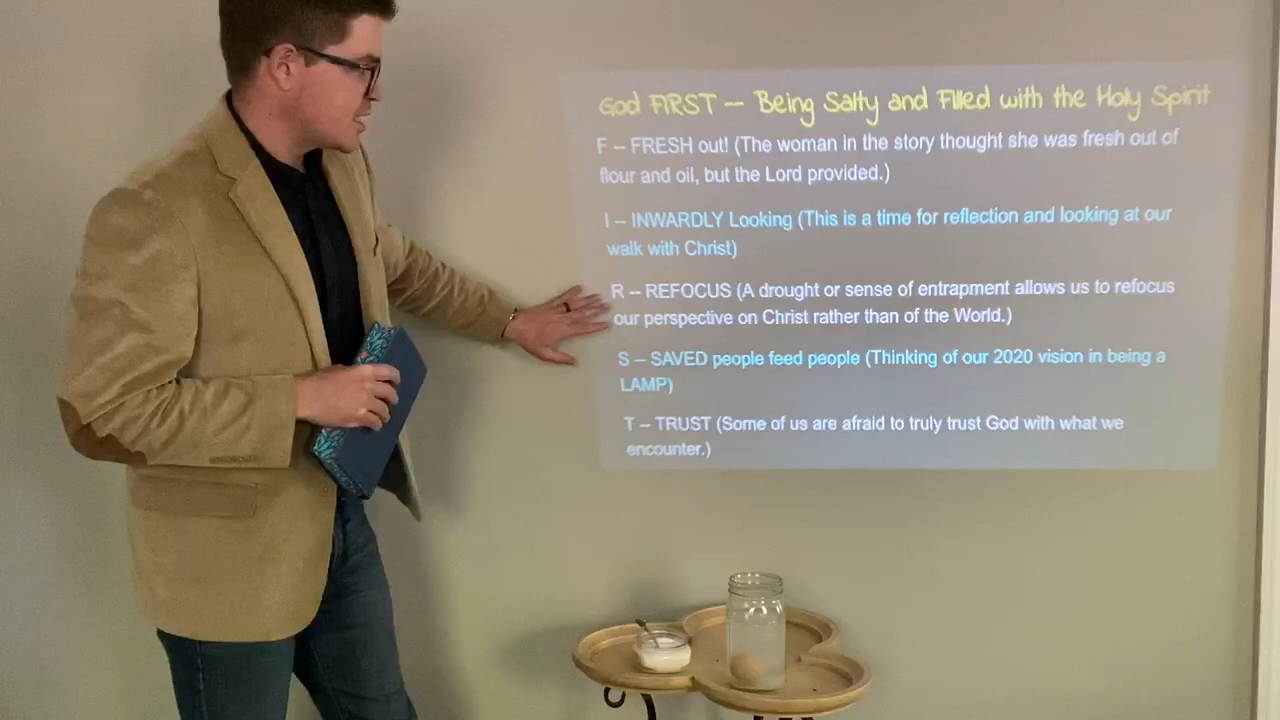 God FIRST – Being Salty and Filled with the Holy Spirit
F – FRESH out! (The woman in the story thought she was fresh out of
flour and oil, but the Lord provided.)
I – INWARDLY Looking (This is a time for reflection and looking at our
walk with Christ)
R – REFOCUS (A drought or sense of entrapment allows us to refocus
our perspective on Christ rather than of the World.)
S – SAVED people feed people (Thinking of our 2020 vision in being a
LAMP)
T – TRUST (Some of us are afraid to truly trust God with what we
encounter.)